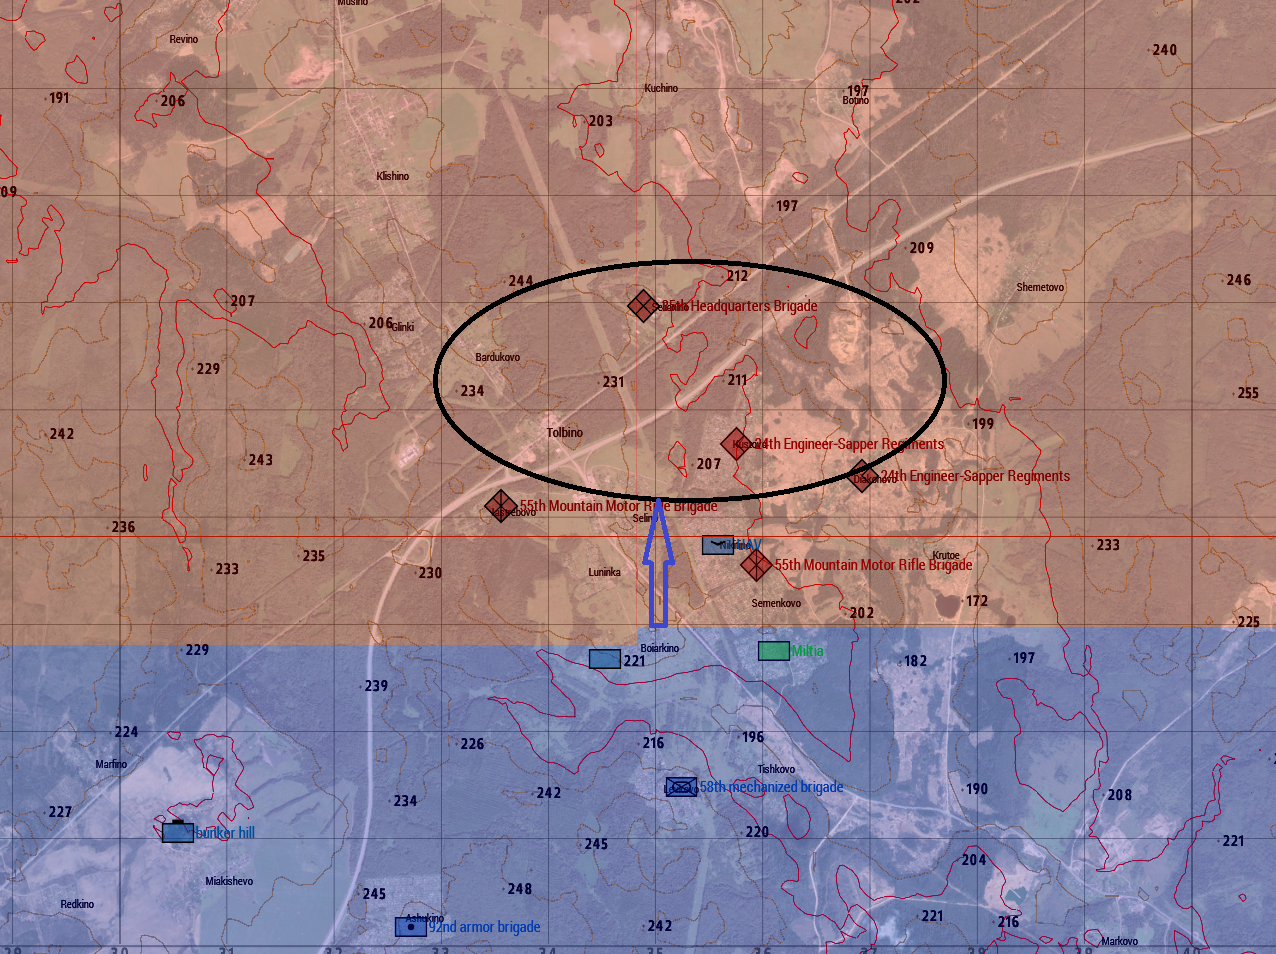 Musino
202
Revino
240
Kuchino
191
206
197
Botino
203
Klishino
09
197
209
244
212
246
Shemetovo
207
35th Headquarters Brigade
206
Glinki
Bardukovo
229
231
211
234
255
199
242
Tolbino
24th Engineer-Sapper Regiments
243
207
24th Engineer-Sapper Regiments
Diakonovo
55th Mountain Motor Rifle Brigade
236
235
233
Krutoe
55th Mountain Motor Rifle Brigade
233
230
Luninka
Semenkovo
172
202
225
229
Boiarkino
Miltia
221
182
197
239
224
226
216
196
Marfino
Tishkovo
58th mechanized brigade
190
242
208
234
227
bunker hill
220
221
245
204
Miakishevo
248
245
Redkino
Ashukino
92nd armor brigade
242
221
216
Markovo